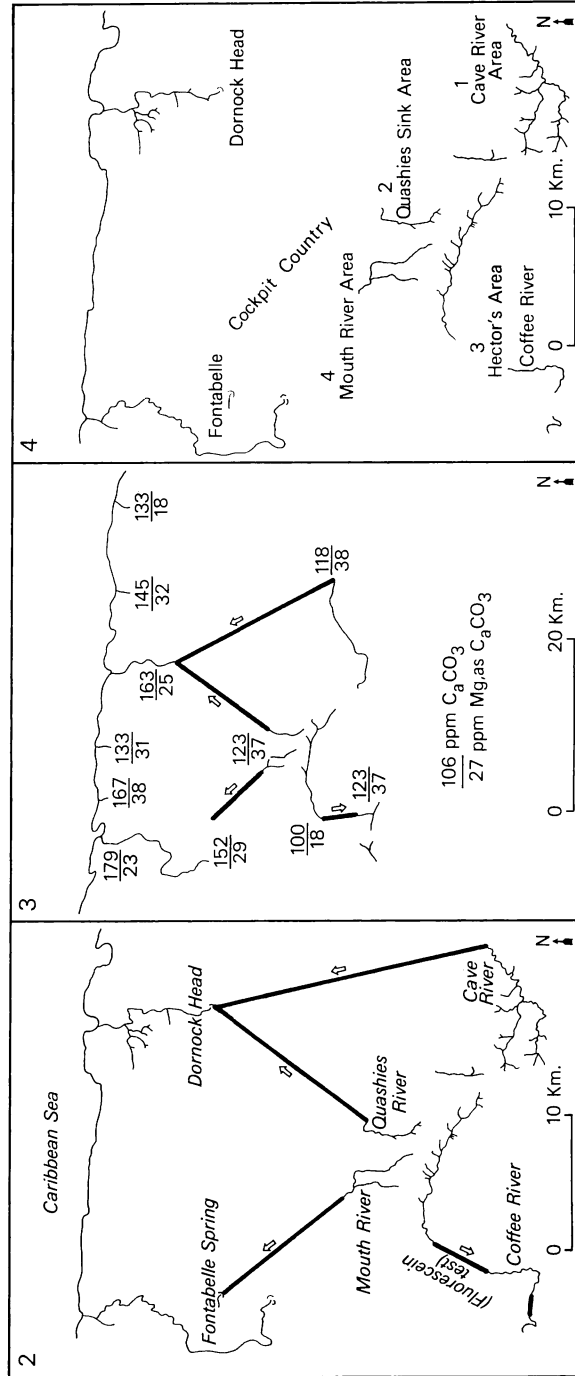 2
Caribbean Sea
Fontabelle Spring
Dornock Head
Mouth River
Quashies
River
(Fluorescein
test)
Coffee River
Cave
River
0
10 Km.
N
3
179
23
167
38
133
31
163
25
145
32
133
18
152
29
123
37
118
38
100
18
123
37
106 ppm CaCO3
27 ppm Mg.as CaCO3
0
20 Km.
N
4
Fontabelle
Dornock Head
Cockpit Country
4
Mouth River Area
2
Quashies Sink Area
3
Hector's Area
Coffee River
1
Cave River
Area
0
10 Km.
N